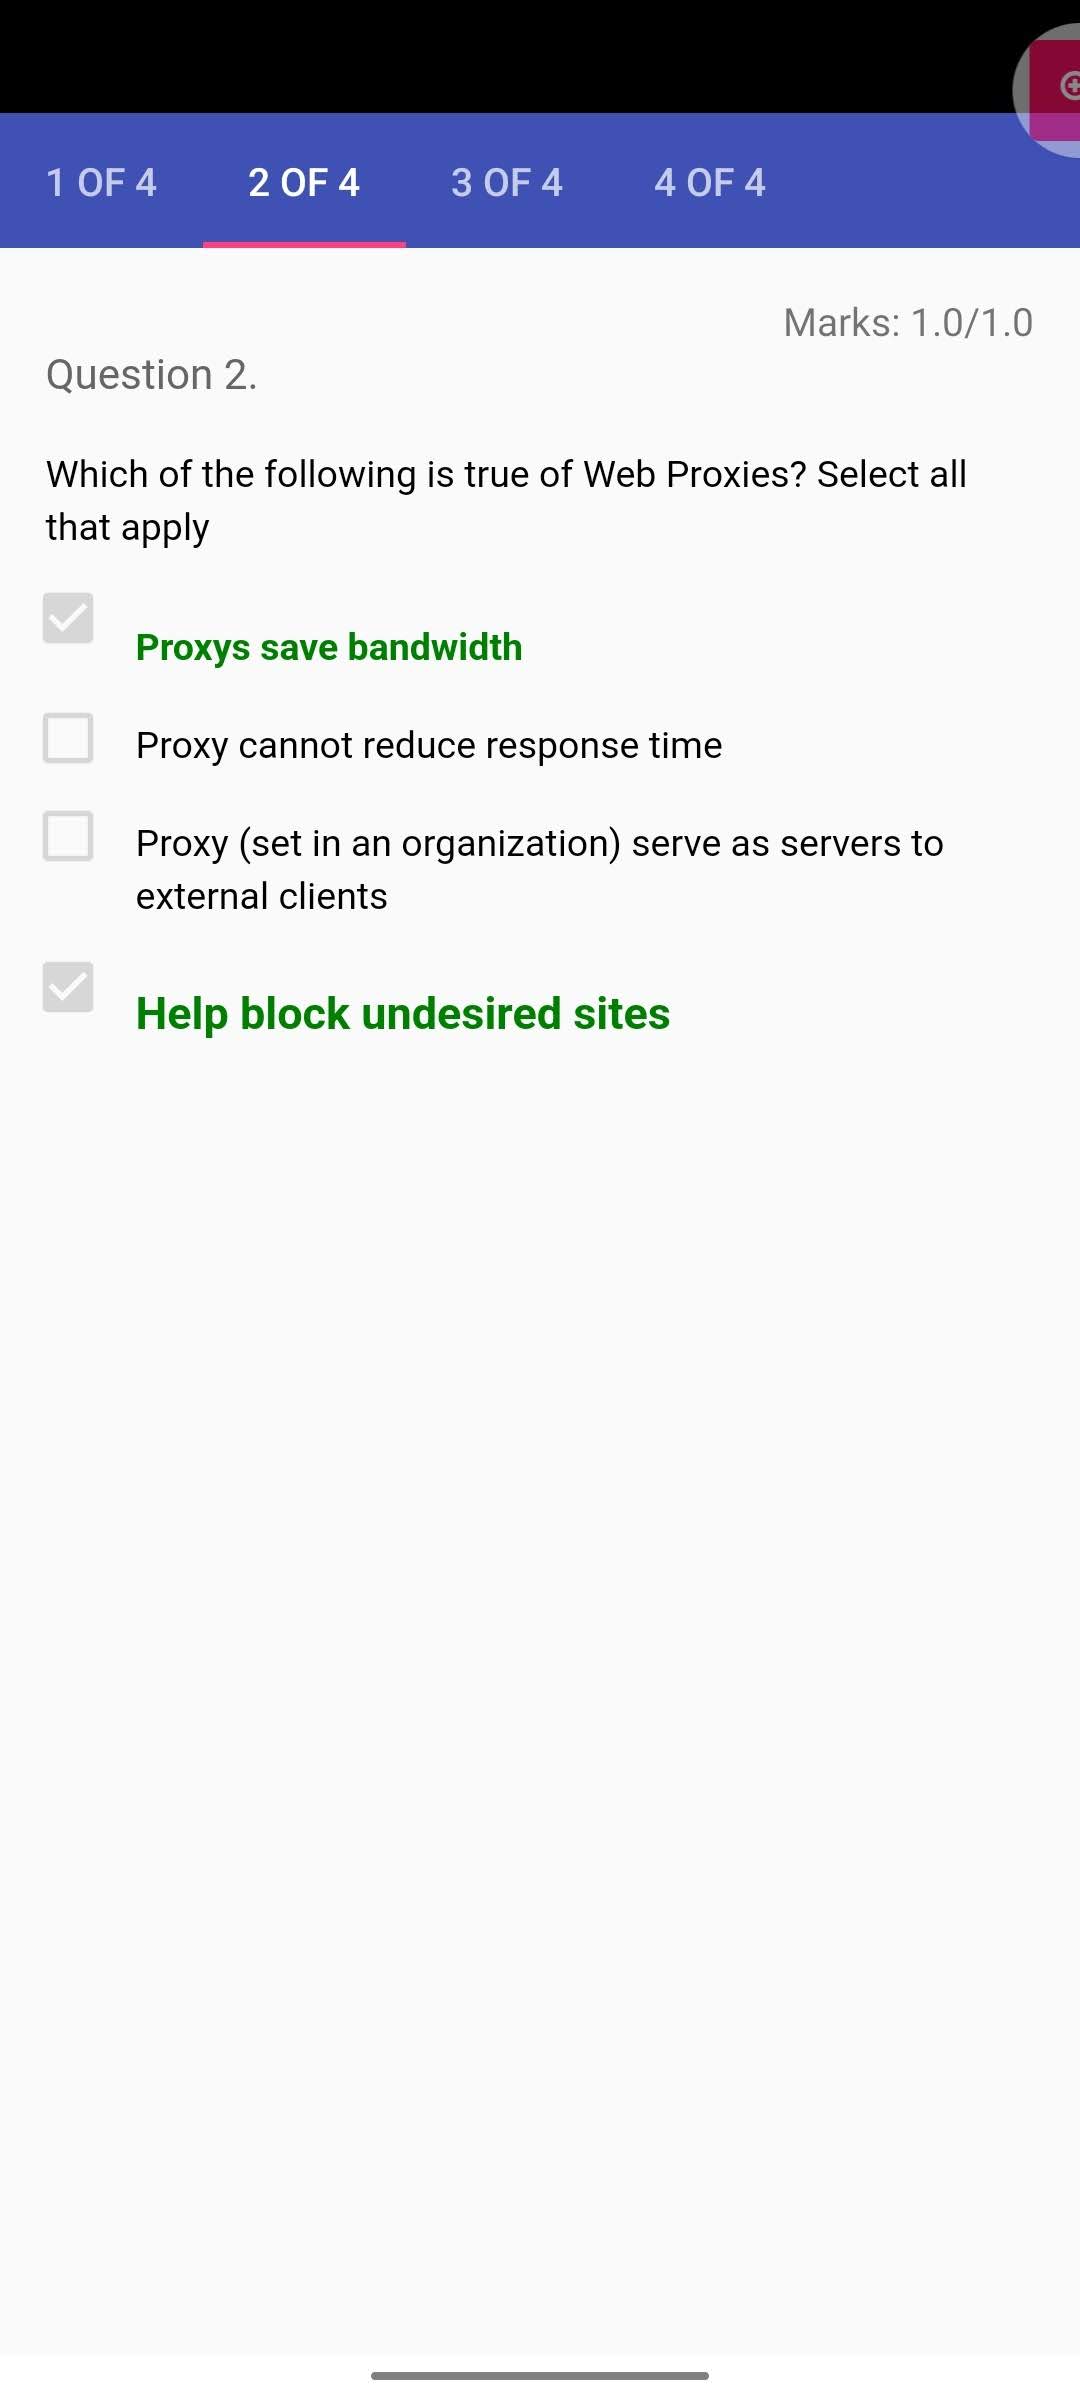 1 OF 4 2 OF 4 3 OF 4 4 OF 4
Marks: 1.0/1.0
Question 2.
Which of the following is true of Web Proxies? Select all
that apply
Proxys save bandwidth
Proxy cannot reduce response time
Proxy (set in an organization) serve as servers to
external clients
Help block undesired sites